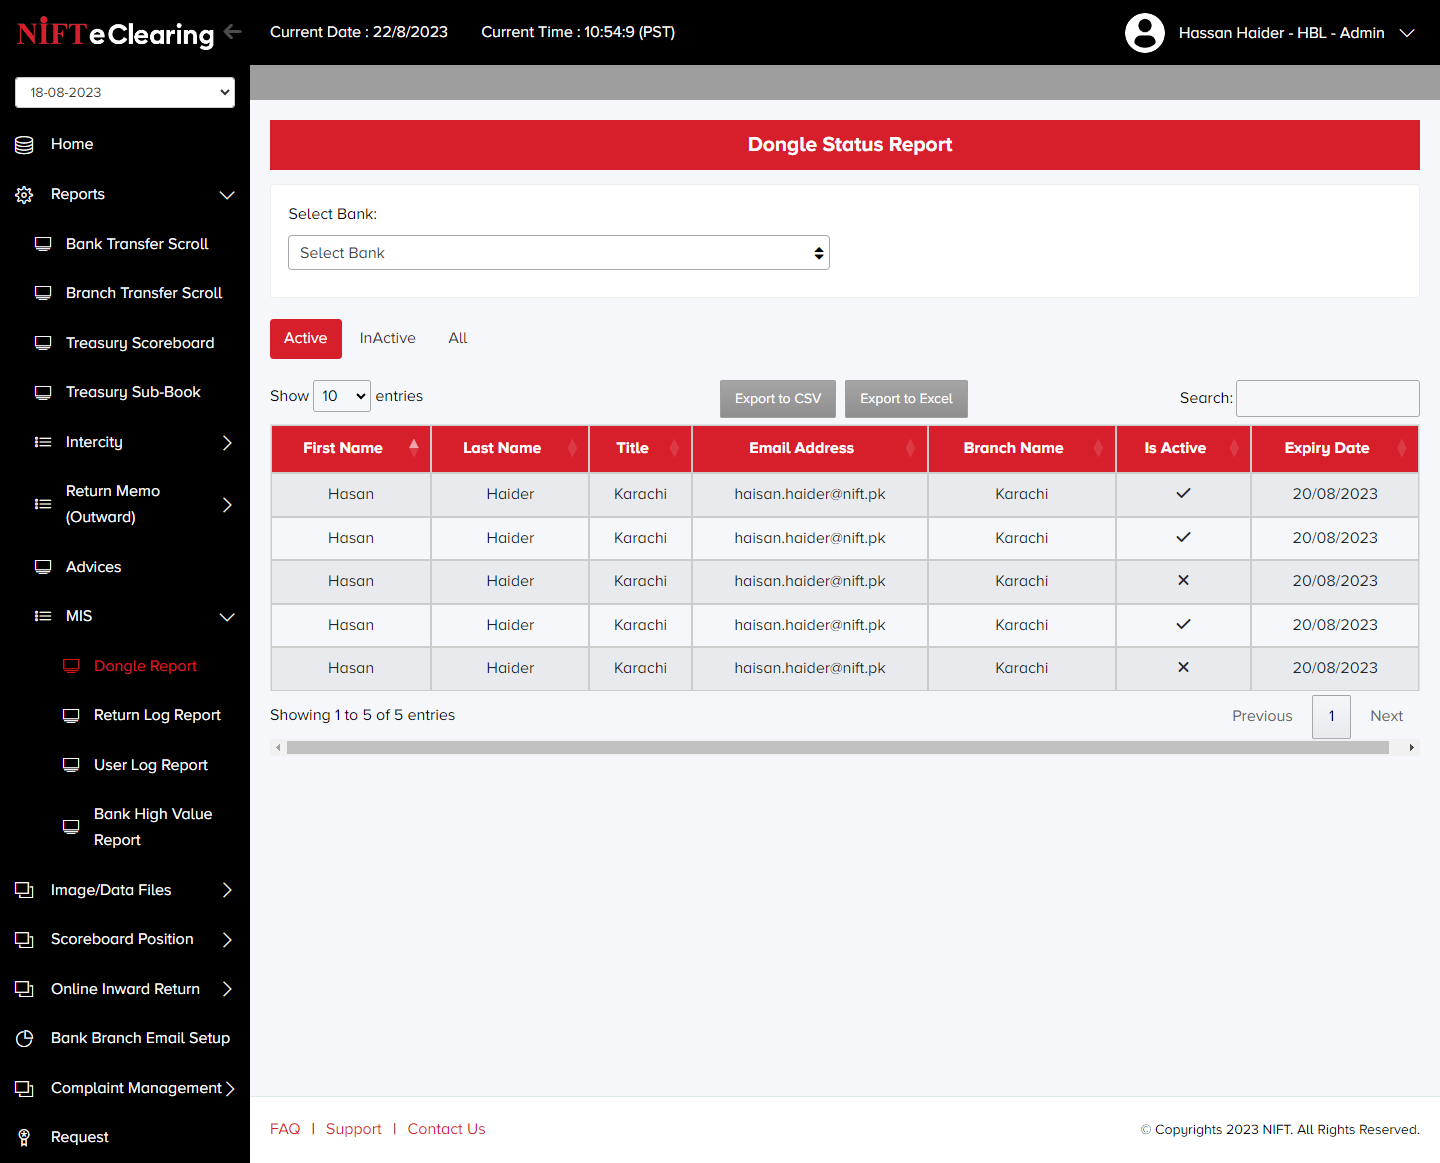 NIFT eClearing
Current Date : 22/8/2023 Current Time : 10:54:9 (PST)
Hassan Haider - HBL - Admin
18-08-2023
Home
Reports
Bank Transfer Scroll
Branch Transfer Scroll
Treasury Scoreboard
Treasury Sub-Book
Intercity
Return Memo
(Outward)
Advices
MIS
Dongle Report
Return Log Report
User Log Report
Bank High Value
Report
Image/Data Files
Scoreboard Position
Online Inward Return
Bank Branch Email Setup
Complaint Management
Request
Dongle Status Report
Select Bank:
Select Bank
Active InActive All
Show 10 entries Export to CSV Export to Excel Search:
First Name Last Name Title Email Address Branch Name Is Active Expiry Date
Hasan Haider Karachi haisan.haider@nift.pk Karachi ✓ 20/08/2023
Hasan Haider Karachi haisan.haider@nift.pk Karachi ✓ 20/08/2023
Hasan Haider Karachi haisan.haider@nift.pk Karachi ✕ 20/08/2023
Hasan Haider Karachi haisan.haider@nift.pk Karachi ✓ 20/08/2023
Hasan Haider Karachi haisan.haider@nift.pk Karachi ✕ 20/08/2023
Showing 1 to 5 of 5 entries Previous 1 Next
FAQ | Support | Contact Us
© Copyrights 2023 NIFT. All Rights Reserved.